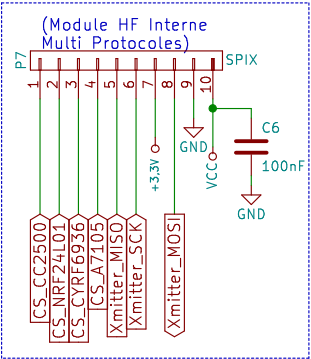 (Module HF Interne
Multi Protocoles)
P7
SPIX
1
2
3
4
5
6
7
8
9
10
C6
100nF
GND
GND
VCC
+3,3V
CS_CC2500
CS_NRF24L01
CS_CYRF6936
CS_A7105
Xmitter_MISO
Xmitter_SCK
Xmitter_MOSI